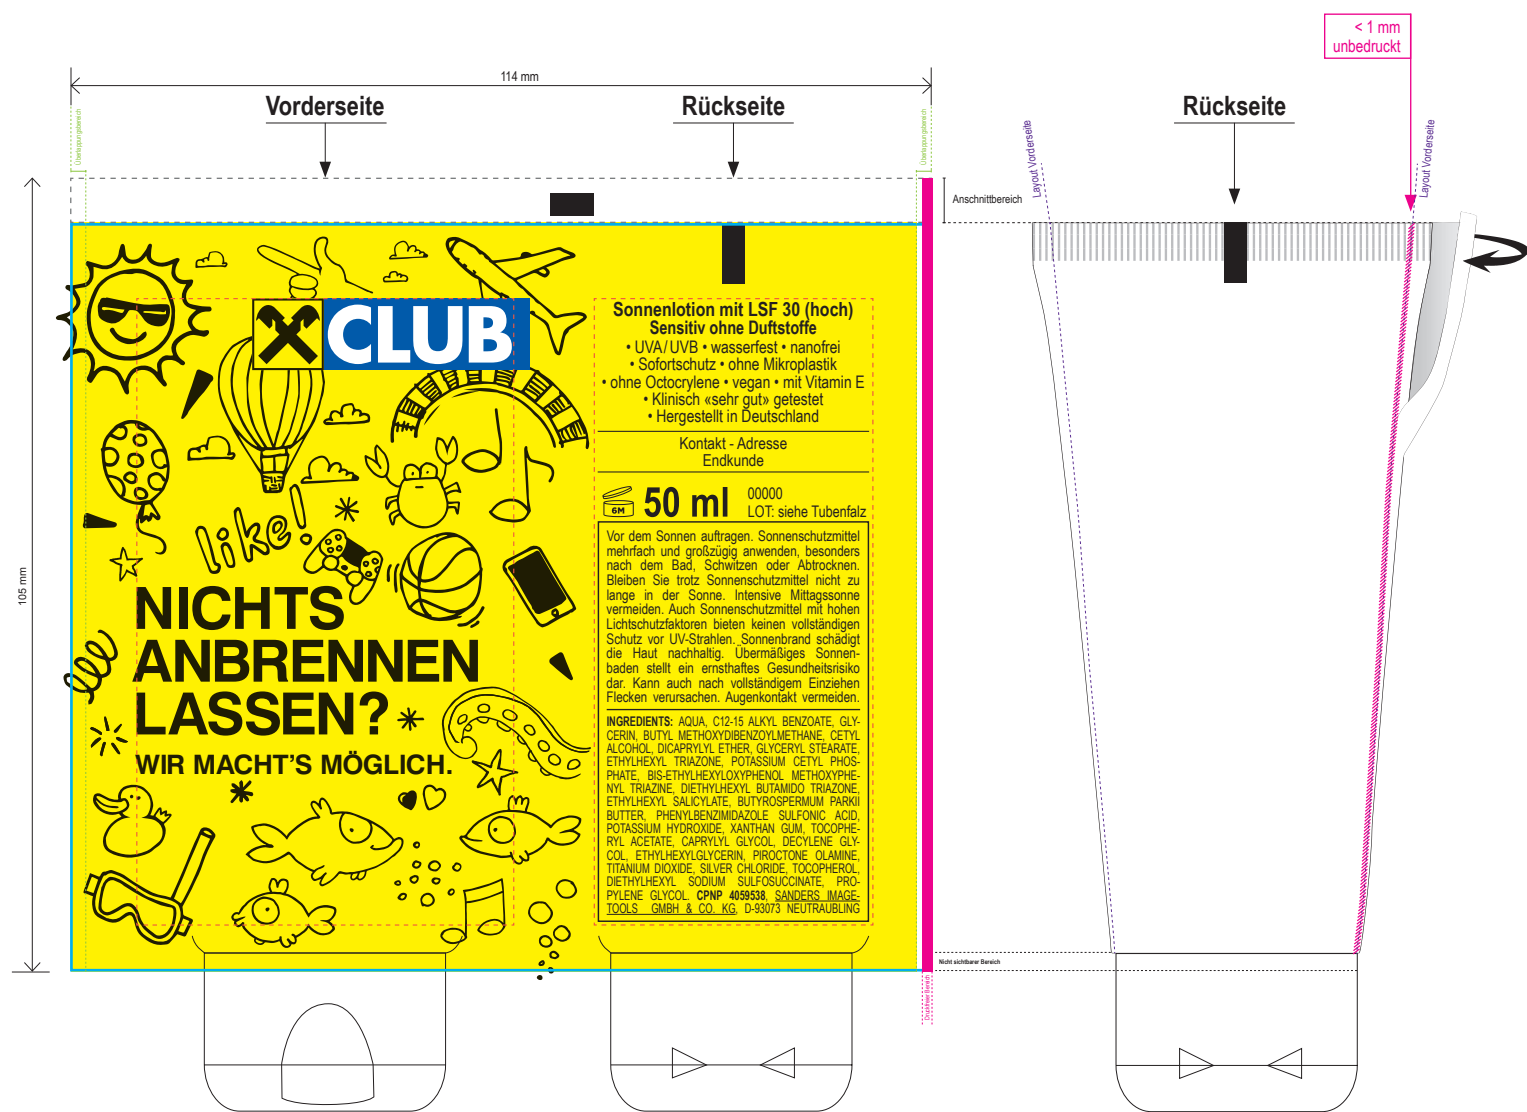 < 1 mm
unbedruckt
114 mm
Vorderseite
Rückseite
Rückseite
Überlappungsbereich
Überlappungsbereich
Layout Vorderseite
Layout Vorderseite
Anschnittbereich
105 mm
CLUB
like!
NICHTS
ANBRENNEN
LASSEN?
WIR MACHT'S MÖGLICH.
Sonnenlotion mit LSF 30 (hoch)
Sensitiv ohne Duftstoffe
• UVA/UVB • wasserfest • nanofrei
• Sofortschutz • ohne Mikroplastik
• ohne Octocrylene • vegan • mit Vitamin E
• Klinisch «sehr gut» getestet
• Hergestellt in Deutschland
Kontakt - Adresse
Endkunde
6M
50 ml
00000
LOT: siehe Tubenfalz
Vor dem Sonnen auftragen. Sonnenschutzmittel
mehrfach und großzügig anwenden, besonders
nach dem Bad, Schwitzen oder Abtrocknen.
Bleiben Sie trotz Sonnenschutzmittel nicht zu
lange in der Sonne. Intensive Mittagssonne
vermeiden. Auch Sonnenschutzmittel mit hohen
Lichtschutzfaktoren bieten keinen vollständigen
Schutz vor UV-Strahlen. Sonnenbrand schädigt
die Haut nachhaltig. Übermäßiges Sonnen-
baden stellt ein ernsthaftes Gesundheitsrisiko
dar. Kann auch nach vollständigem Einziehen
Flecken verursachen. Augenkontakt vermeiden.
INGREDIENTS: AQUA, C12-15 ALKYL BENZOATE, GLY-
CERIN, BUTYL METHOXYDIBENZOYLMETHANE, CETYL
ALCOHOL, DICAPRYLYL ETHER, GLYCERYL STEARATE,
ETHYLHEXYL TRIAZONE, POTASSIUM CETYL PHOS-
PHATE, BIS-ETHYLHEXYLOXYPHENOL METHOXYPHE-
NYL TRIAZINE, DIETHYLHEXYL BUTAMIDO TRIAZONE,
ETHYLHEXYL SALICYLATE, BUTYROSPERMUM PARKII
BUTTER, PHENYLBENZIMIDAZOLE SULFONIC ACID,
POTASSIUM HYDROXIDE, XANTHAN GUM, TOCOPHE-
RYL ACETATE, CAPRYLYL GLYCOL, DECYLENE GLY-
COL, ETHYLHEXYLGLYCERIN, PIROCTONE OLAMINE,
TITANIUM DIOXIDE, SILVER CHLORIDE, TOCOPHEROL,
DIETHYLHEXYL SODIUM SULFOSUCCINATE, PRO-
PYLENE GLYCOL. CPNP 4059538, SANDERS IMAGE-
TOOLS GMBH & CO. KG, D-93073 NEUTRAUBLING
Nicht sichtbarer Bereich
Druckfreier Bereich